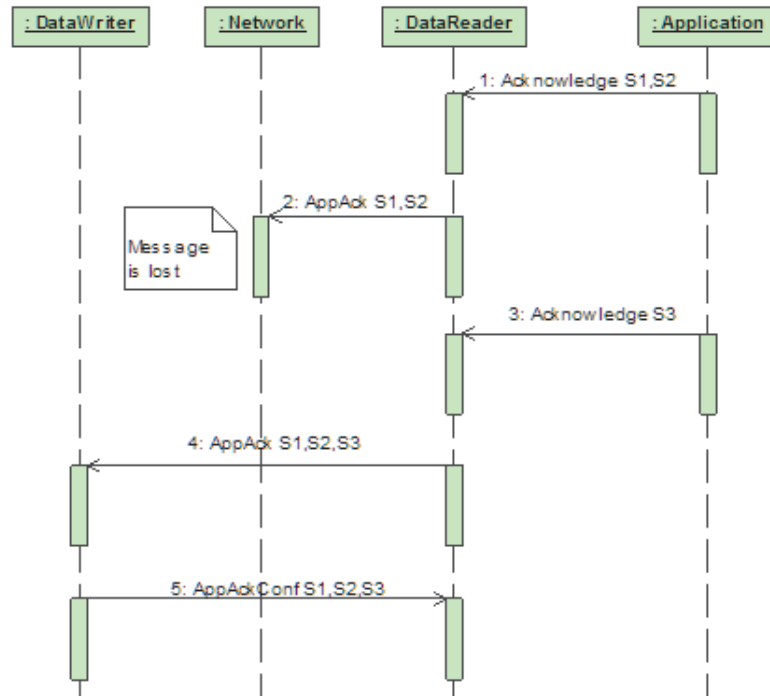 : DataWriter
: Network
: DataReader
: Application
1: Acknowledge S1,S2
2: AppAck S1,S2
Message
is lost
3: Acknowledge S3
4: AppAck S1,S2,S3
5: AppAckConf S1,S2,S3